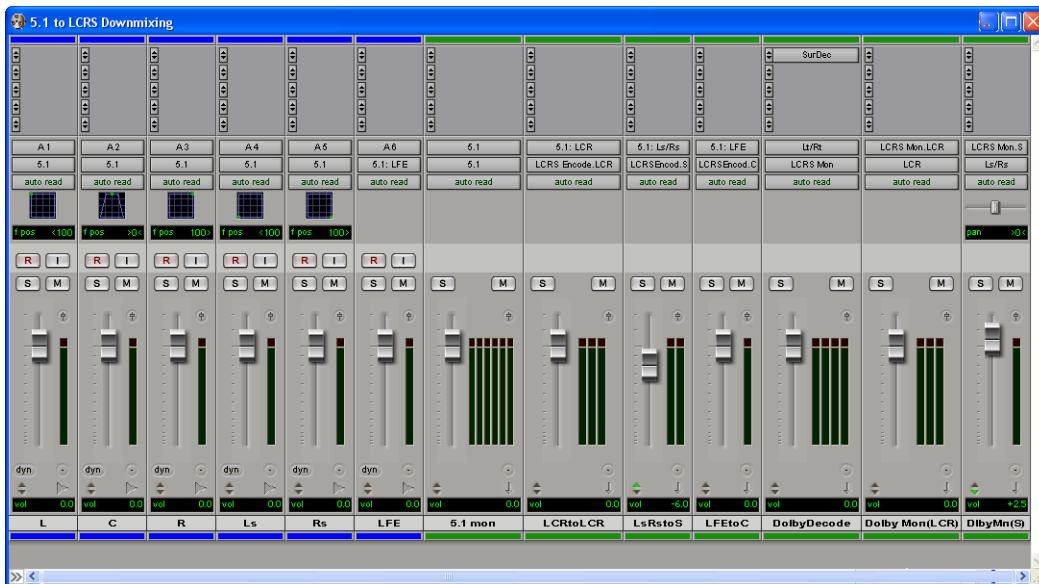 5.1 to LCRS Downmixing
SurDec
A 1 A 2 A 3 A 4 A 5 A 6 5.1 5.1: LCR 5.1: Ls/Rs 5.1: LFE Lt/Rt LCRS Mon.LCR LCRS Mon.S
5.1 5.1 5.1 5.1 5.1 5.1: LFE 5.1 LCRS Encode.LCR LCRSEncod.S LCRSEncod.C LCRS Mon LCR Ls/Rs
auto read auto read auto read auto read auto read auto read auto read auto read auto read auto read auto read auto read auto read
f pos <100 f pos >0< f pos 100> f pos <100 f pos 100> pan >0<
R I R I R I R I R I R I
S M S M S M S M S M S M S M S M S M S M S M S M S M
dyn dyn dyn dyn dyn dyn
vol 0.0 vol 0.0 vol 0.0 vol 0.0 vol 0.0 vol 0.0 vol 0.0 vol 0.0 vol -6.0 vol 0.0 vol 0.0 vol 0.0 vol +2.5
L C R Ls Rs LFE 5.1 mon LCRtoLCR LsRstoS LFEtoC DolbyDecode Dolby Mon(LCR) DlbyMn(S)